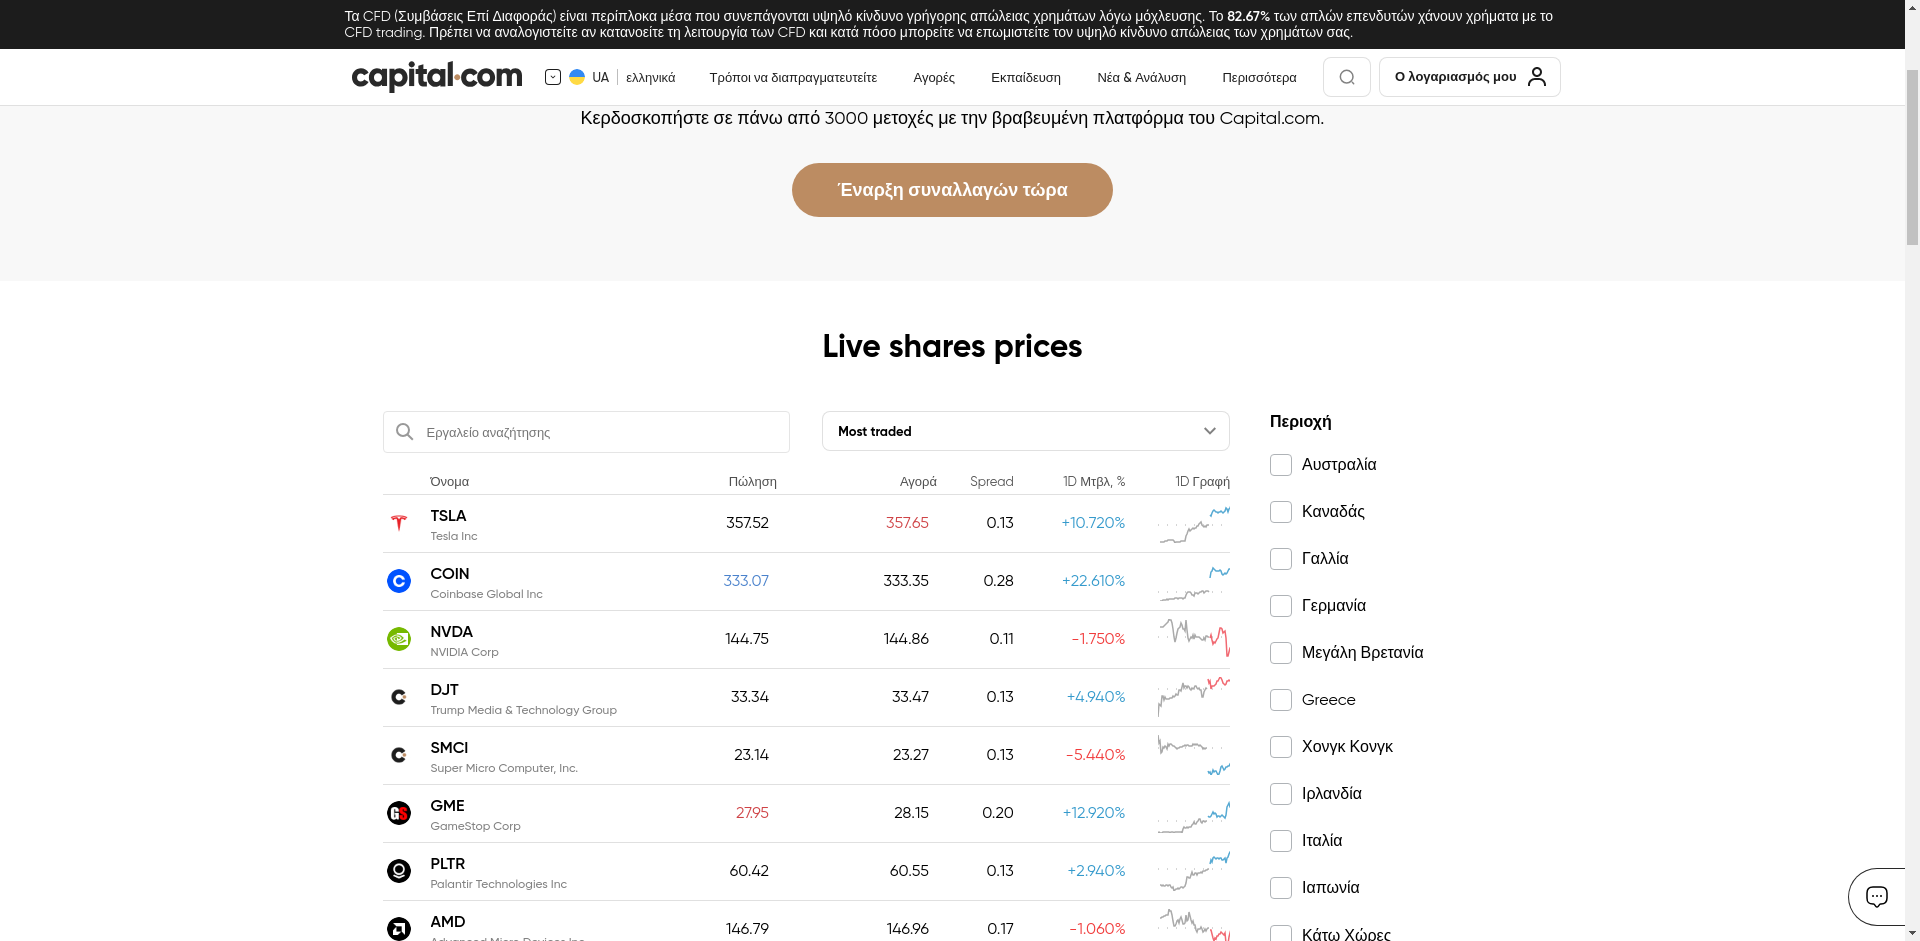 Τα CFD (Συμβάσεις Επί Διαφοράς) είναι περίπλοκα μέσα που συνεπάγονται υψηλό κίνδυνο γρήγορης απώλειας χρημάτων λόγω μόχλευσης. Το 82.67% των απλών επενδυτών χάνουν χρήματα με το
CFD trading. Πρέπει να αναλογιστείτε αν κατανοείτε τη λειτουργία των CFD και κατά πόσο μπορείτε να επωμιστείτε τον υψηλό κίνδυνο απώλειας των χρημάτων σας.
capital.com UA ελληνικά Τρόποι να διαπραγματευτείτε Αγορές Εκπαίδευση Νέα & Ανάλυση Περισσότερα Ο λογαριασμός μου
Κερδοσκοπήστε σε πάνω από 3000 μετοχές με την βραβευμένη πλατφόρμα του Capital.com.
Έναρξη συναλλαγών τώρα
Live shares prices
Εργαλείο αναζήτησης
Most traded
Όνομα Πώληση Αγορά Spread 1D Μτβλ, % 1D Γραφή
TSLA 357.52 357.65 0.13 +10.720%
Tesla Inc
COIN 333.07 333.35 0.28 +22.610%
Coinbase Global Inc
NVDA 144.75 144.86 0.11 -1.750%
NVIDIA Corp
DJT 33.34 33.47 0.13 +4.940%
Trump Media & Technology Group
SMCI 23.14 23.27 0.13 -5.440%
Super Micro Computer, Inc.
GME 27.95 28.15 0.20 +12.920%
GameStop Corp
PLTR 60.42 60.55 0.13 +2.940%
Palantir Technologies Inc
AMD 146.79 146.96 0.17 -1.060%
Περιοχή
Αυστραλία
Καναδάς
Γαλλία
Γερμανία
Μεγάλη Βρετανία
Greece
Χονγκ Κονγκ
Ιρλανδία
Ιταλία
Ιαπωνία
Κάτω Χώρες